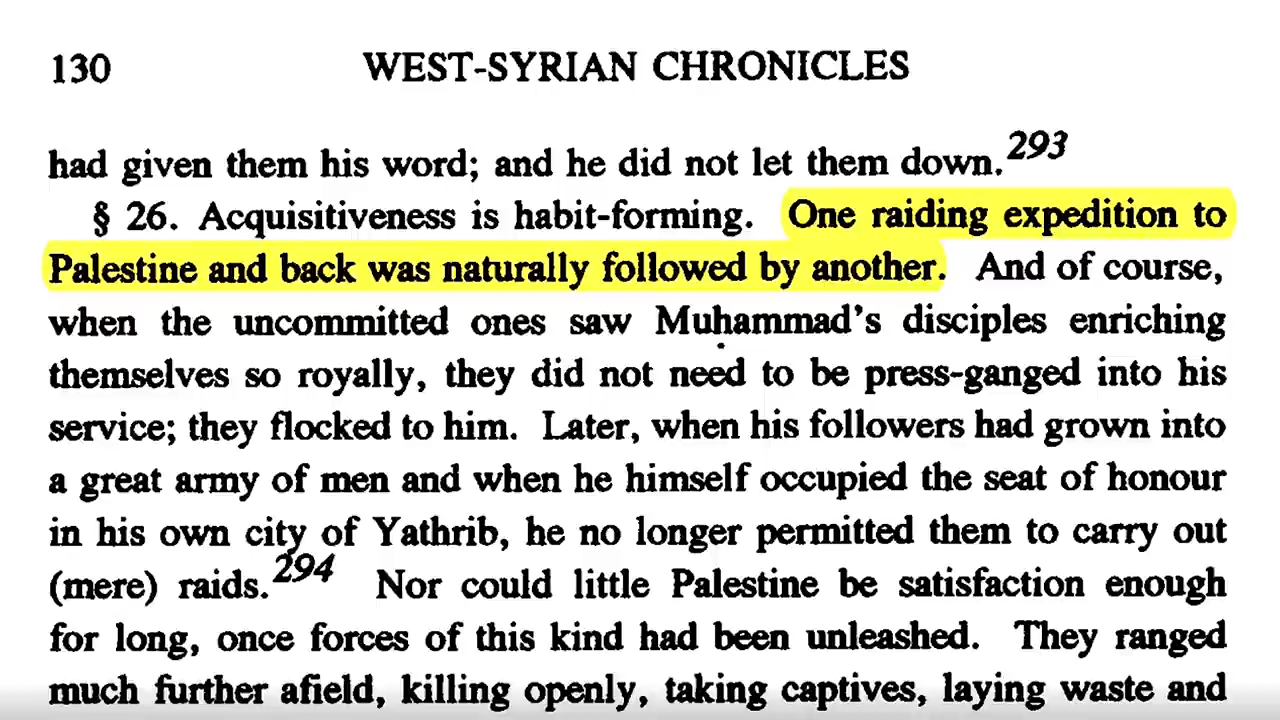 130 WEST-SYRIAN CHRONICLES
had given them his word; and he did not let them down.293
§ 26. Acquisitiveness is habit-forming. One raiding expedition to
Palestine and back was naturally followed by another. And of course,
when the uncommitted ones saw Muḥammad's disciples enriching
themselves so royally, they did not need to be press-ganged into his
service; they flocked to him. Later, when his followers had grown into
a great army of men and when he himself occupied the seat of honour
in his own city of Yathrib, he no longer permitted them to carry out
(mere) raids.294 Nor could little Palestine be satisfaction enough
for long, once forces of this kind had been unleashed. They ranged
much further afield, killing openly, taking captives, laying waste and